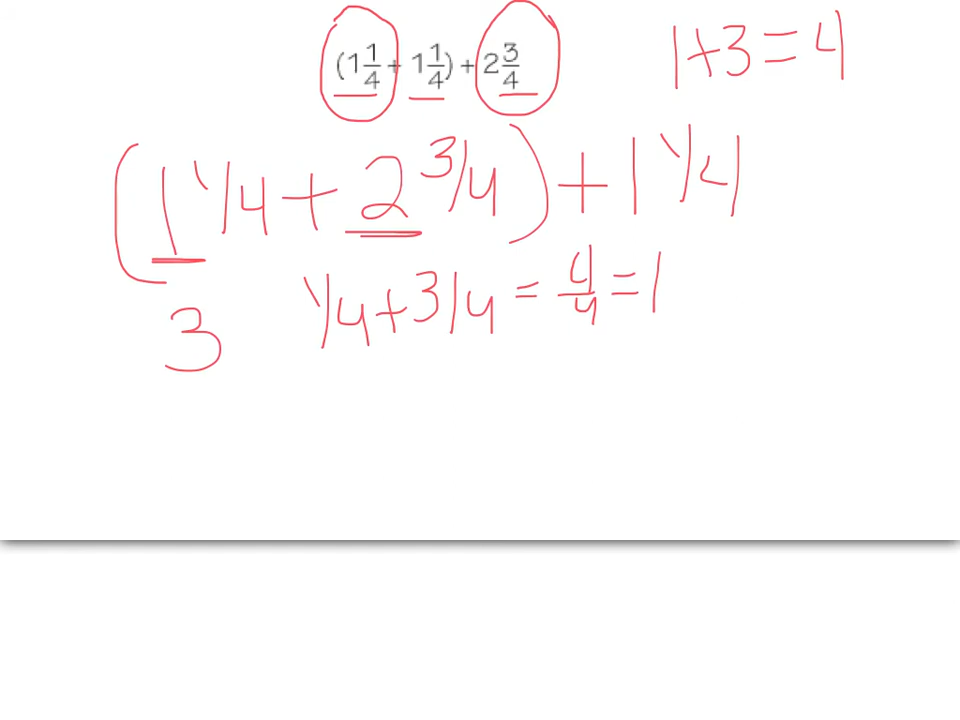 (1 1/4 + 1 1/4) + 2 3/4
1+3=4
(1 1/4 + 2 3/4) + 1 1/4
3 1/4+3/4 = 4/4 = 1